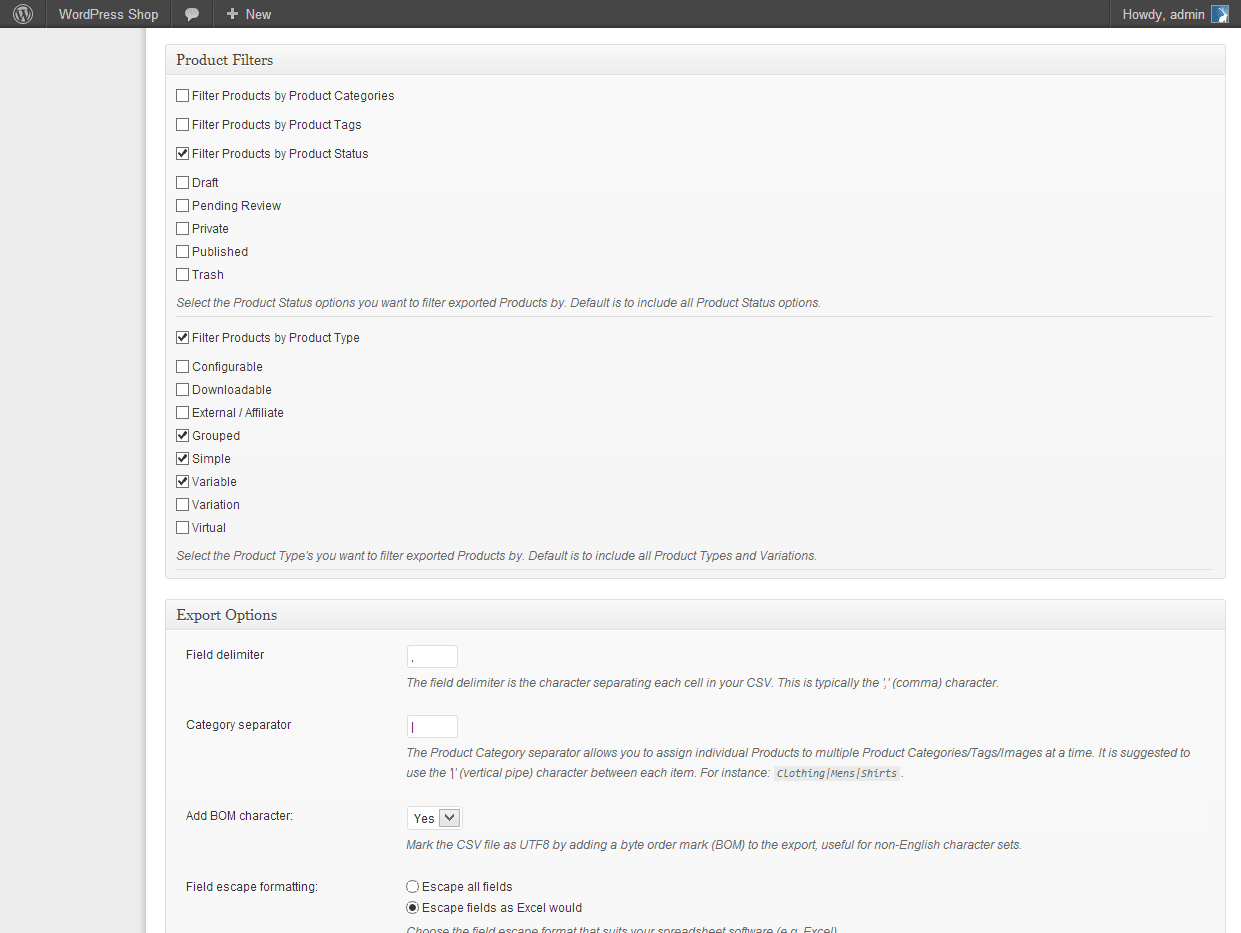 WordPress Shop
New
Howdy, admin
Product Filters
Filter Products by Product Categories
Filter Products by Product Tags
Filter Products by Product Status
Draft
Pending Review
Private
Published
Trash
Select the Product Status options you want to filter exported Products by. Default is to include all Product Status options.
Filter Products by Product Type
Configurable
Downloadable
External / Affiliate
Grouped
Simple
Variable
Variation
Virtual
Select the Product Type's you want to filter exported Products by. Default is to include all Product Types and Variations.
Export Options
Field delimiter
,
The field delimiter is the character separating each cell in your CSV. This is typically the ',' (comma) character.
Category separator
|
The Product Category separator allows you to assign individual Products to multiple Product Categories/Tags/Images at a time. It is suggested to
use the '|' (vertical pipe) character between each item. For instance: Clothing|Mens|Shirts.
Add BOM character:
Yes
Mark the CSV file as UTF8 by adding a byte order mark (BOM) to the export, useful for non-English character sets.
Field escape formatting:
Escape all fields
Escape fields as Excel would
Choose the field escape format that suits your spreadsheet software (e.g. Excel).